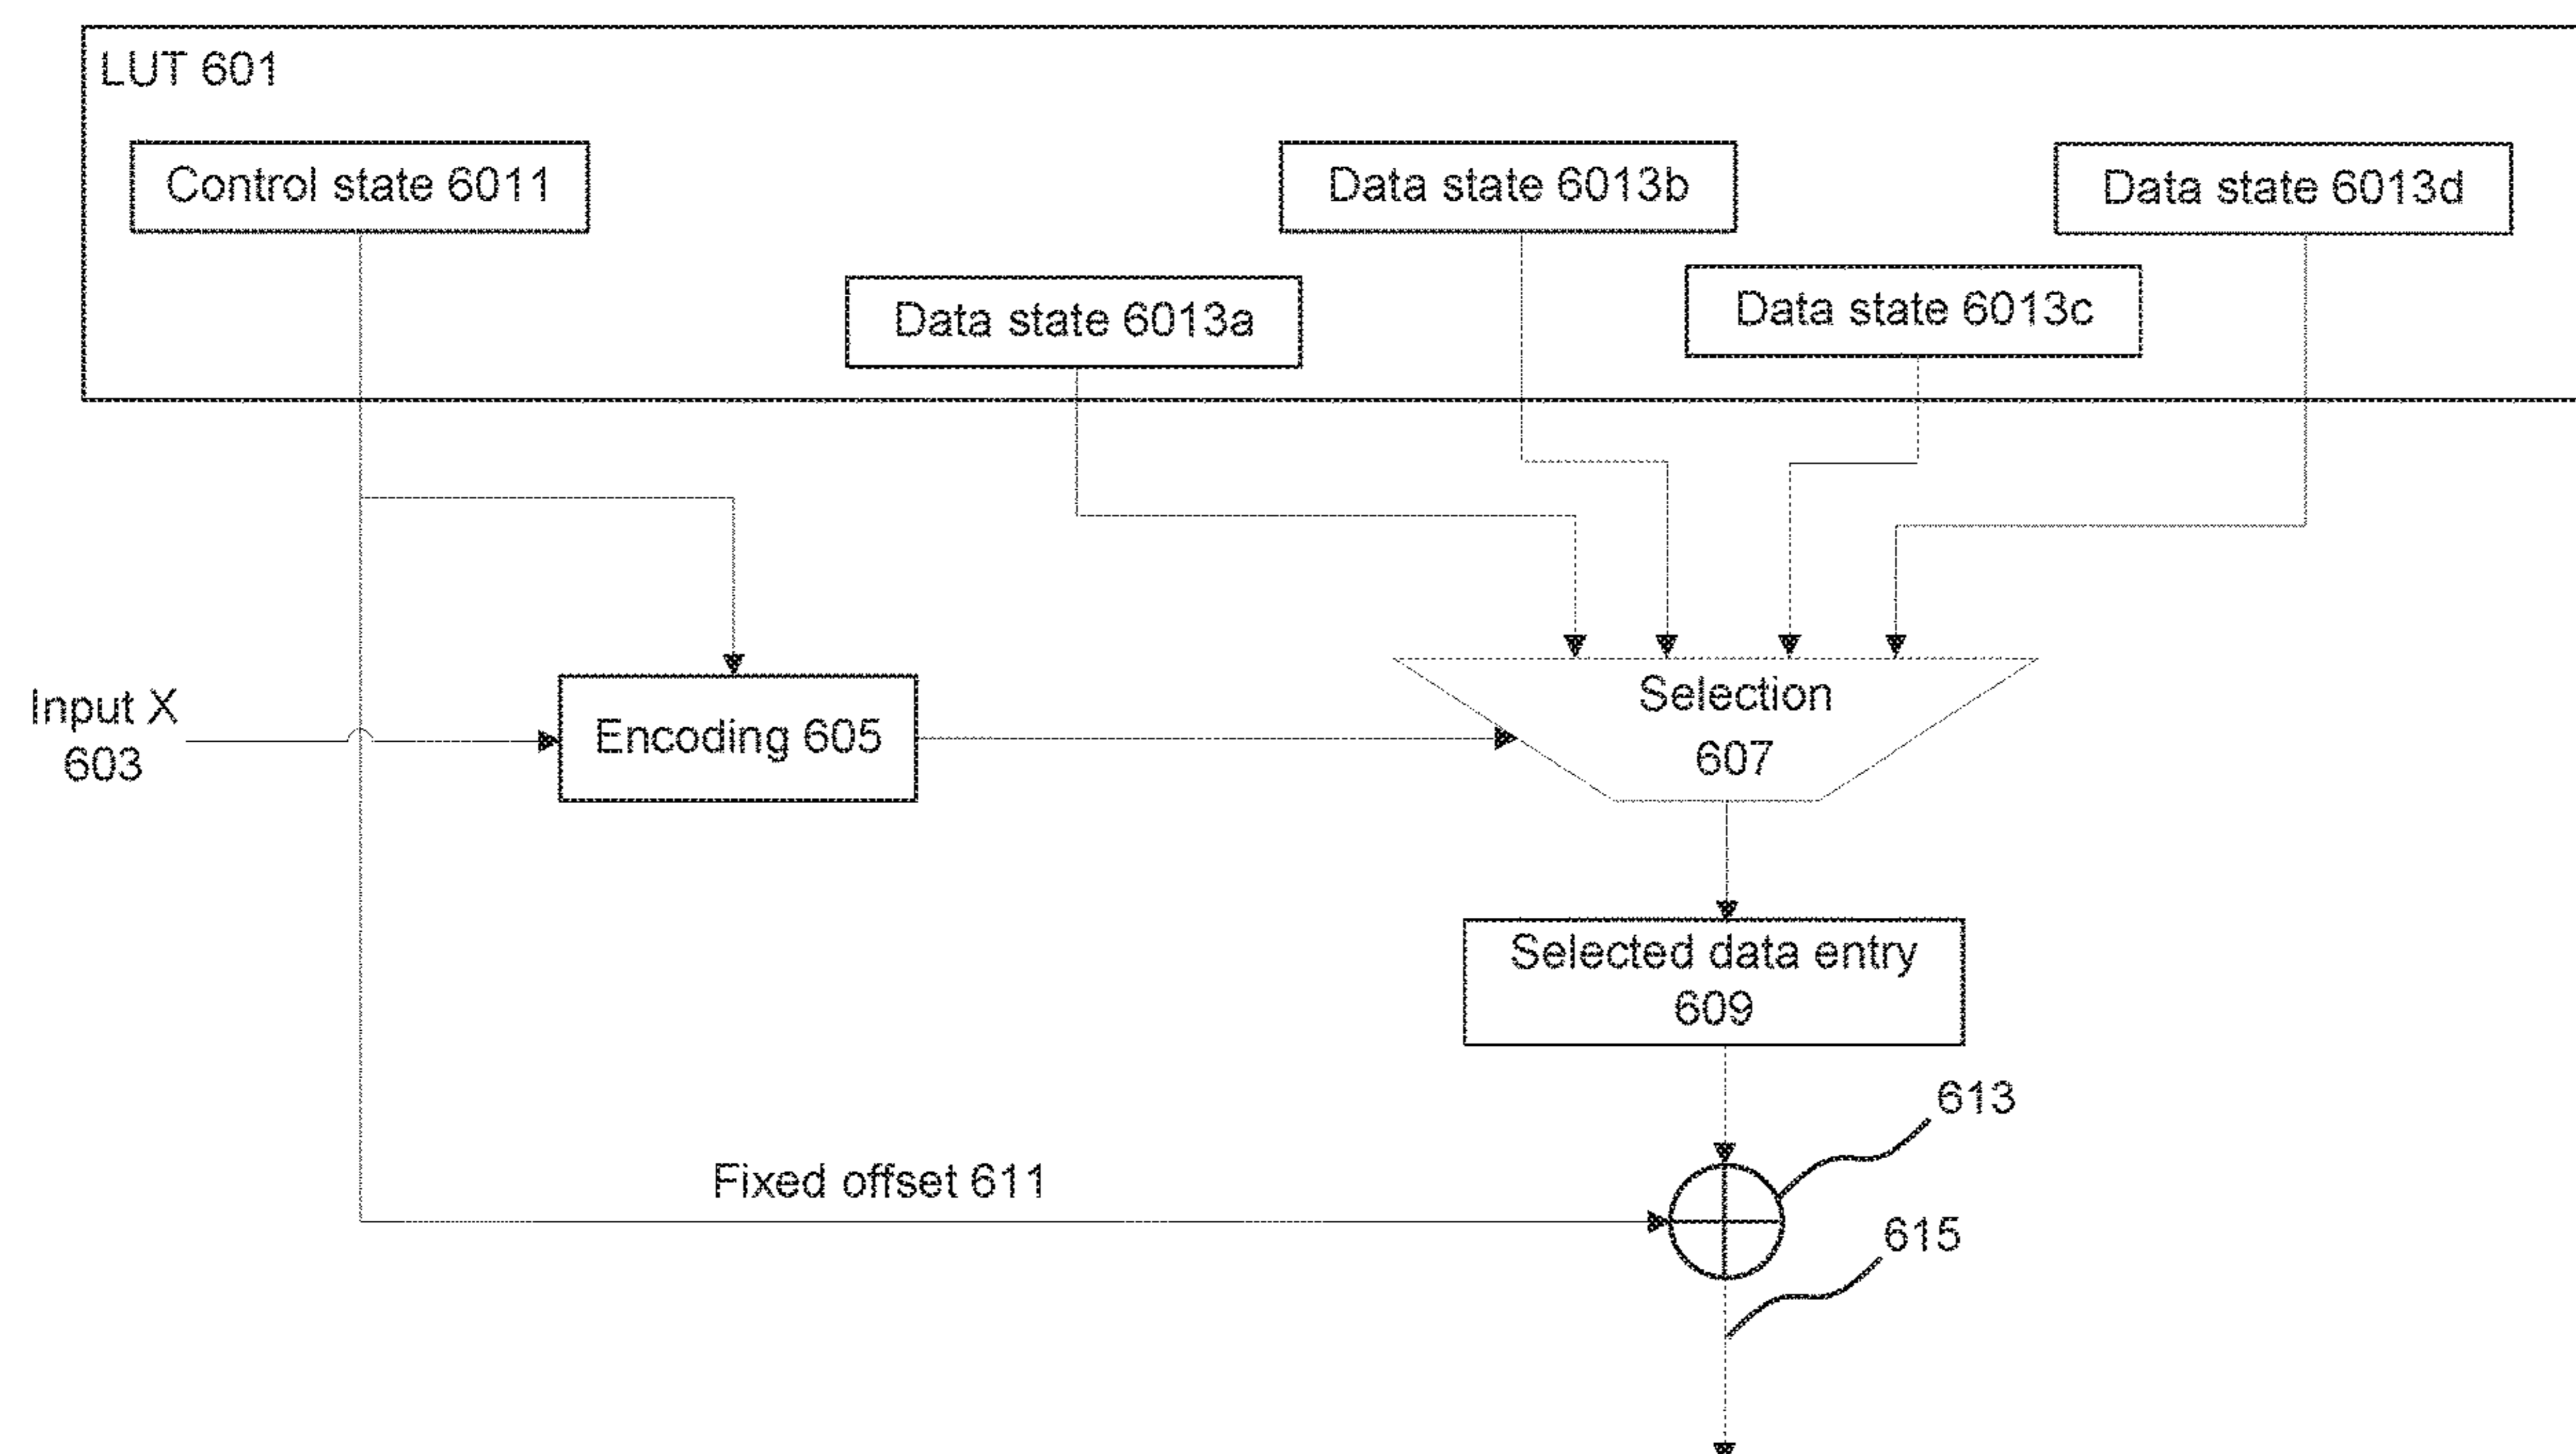 LUT 601
Control state 6011
Data state 6013b
Data state 6013d
Data state 6013a
Data state 6013c
Input X
603
Encoding 605
Selection
607
Selected data entry
609
613
Fixed offset 611
615